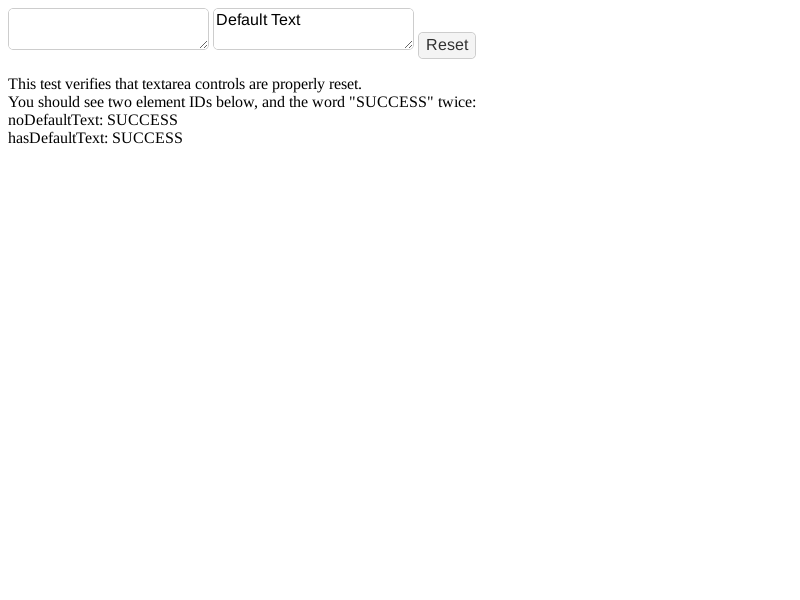 Default Text
Reset
This test verifies that textarea controls are properly reset.
You should see two element IDs below, and the word "SUCCESS" twice:
noDefaultText: SUCCESS
hasDefaultText: SUCCESS